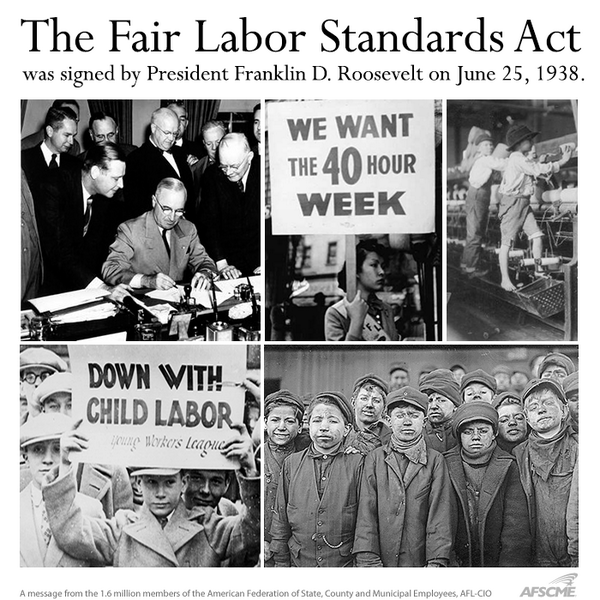 The Fair Labor Standards Act
was signed by President Franklin D. Roosevelt on June 25, 1938.
WE WANT
THE 40 HOUR
WEEK
DOWN WITH
CHILD LABOR
Young Workers League
A message from the 1.6 million members of the American Federation of State, County and Municipal Employees, AFL-CIO
AFSCME